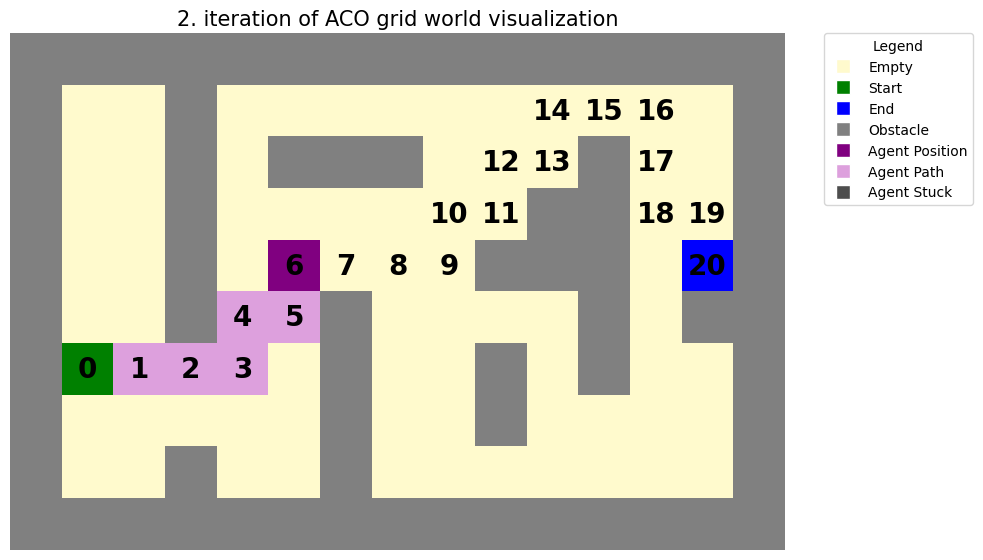 2. iteration of ACO grid world visualization
14 15 16
12 13 17
10 11 18 19
6 7 8 9 20
4 5
0 1 2 3
Legend
Empty
Start
End
Obstacle
Agent Position
Agent Path
Agent Stuck